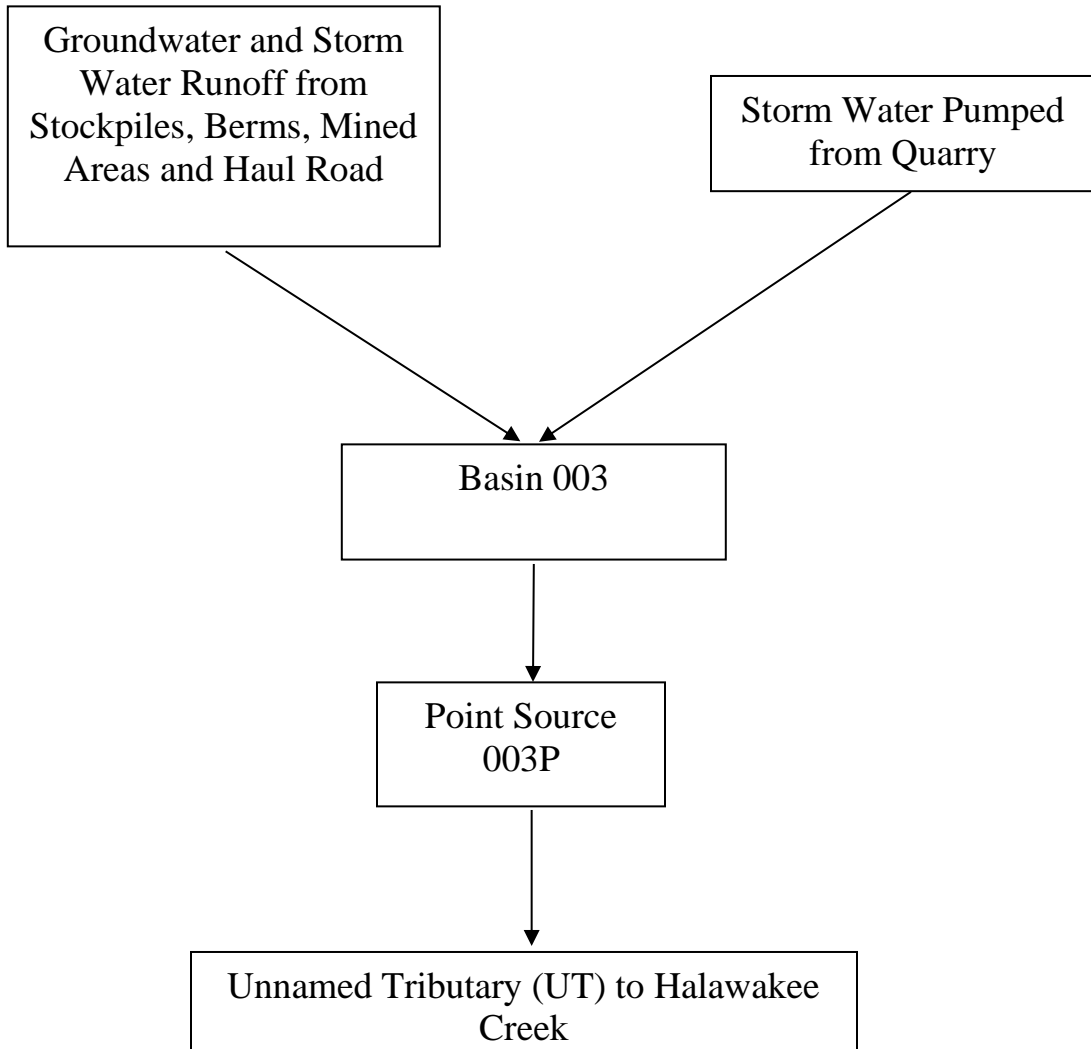 Groundwater and Storm
Water Runoff from
Stockpiles, Berms, Mined
Areas and Haul Road
Storm Water Pumped
from Quarry
Basin 003
Point Source
003P
Unnamed Tributary (UT) to Halawakee
Creek